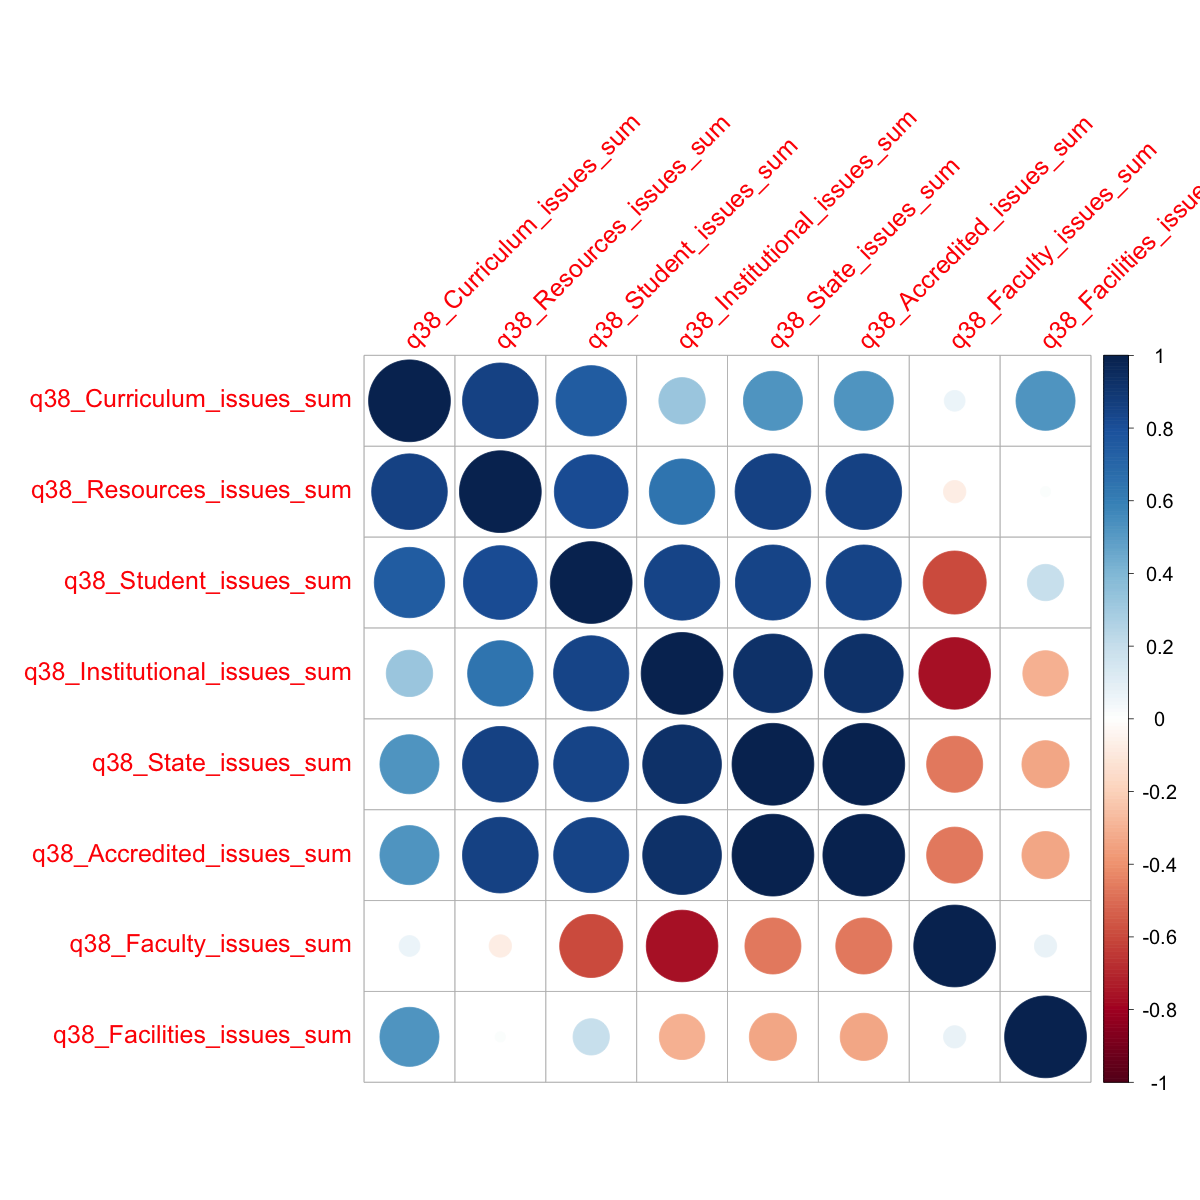 q38_Curriculum_issues_sum
q38_Resources_issues_sum
q38_Student_issues_sum
q38_Institutional_issues_sum
q38_State_issues_sum
q38_Accredited_issues_sum
q38_Faculty_issues_sum
q38_Facilities_issue
q38_Curriculum_issues_sum
q38_Resources_issues_sum
q38_Student_issues_sum
q38_Institutional_issues_sum
q38_State_issues_sum
q38_Accredited_issues_sum
q38_Faculty_issues_sum
q38_Facilities_issues_sum
1
0.8
0.6
0.4
0.2
0
-0.2
-0.4
-0.6
-0.8
-1